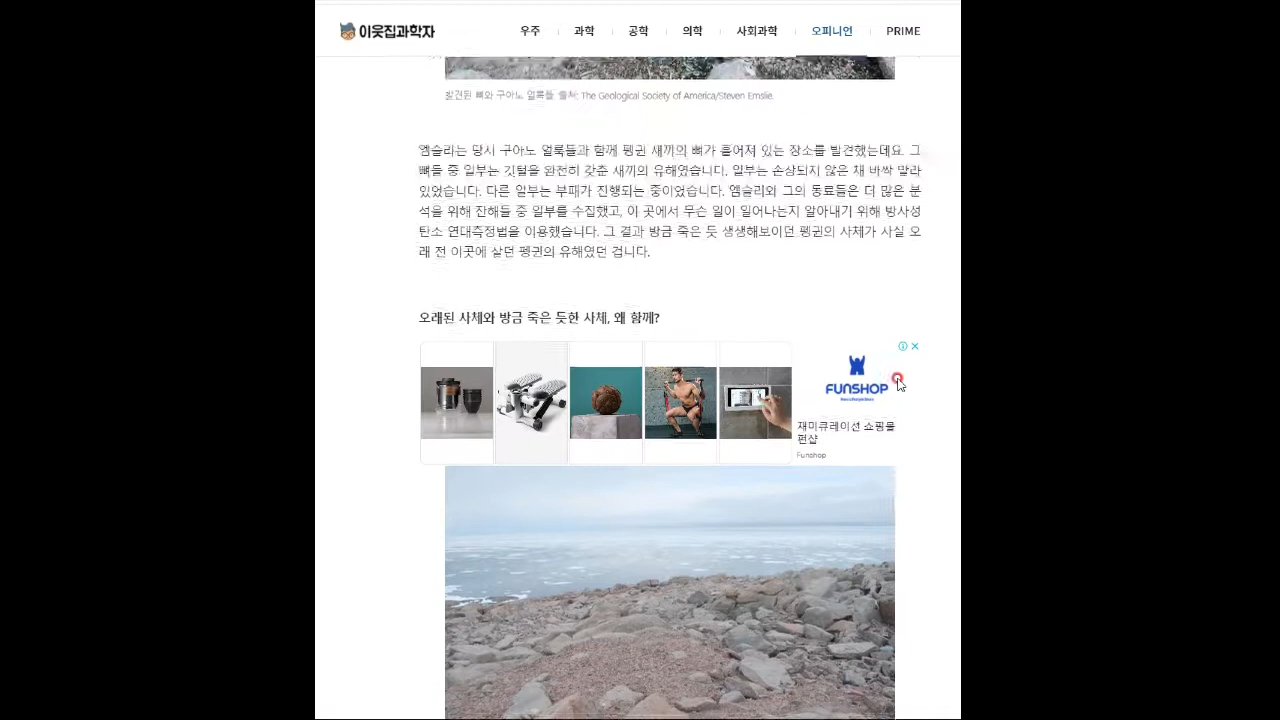 이웃집과학자
우주 과학 공학 의학 사회과학 오피니언 PRIME
발견된 뼈와 구아노 얼룩들 출처: The Geological Society of America/Steven Emslie.
엠슬리는 당시 구아노 얼룩들과 함께 펭귄 새끼의 뼈가 흩어져 있는 장소를 발견했는데요. 그
뼈들 중 일부는 깃털을 완전히 갖춘 새끼의 유해였습니다. 일부는 손상되지 않은 채 바싹 말라
있었습니다. 다른 일부는 부패가 진행되는 중이었습니다. 엠슬리와 그의 동료들은 더 많은 분
석을 위해 잔해들 중 일부를 수집했고, 이 곳에서 무슨 일이 일어나는지 알아내기 위해 방사성
탄소 연대측정법을 이용했습니다. 그 결과 방금 죽은 듯 생생해보이던 펭귄의 사체가 사실 오
래 전 이곳에 살던 펭귄의 유해였던 겁니다.
오래된 사체와 방금 죽은 듯한 사체, 왜 함께?
FUNSHOP
재미큐레이션 쇼핑몰
펀샵
Funshop